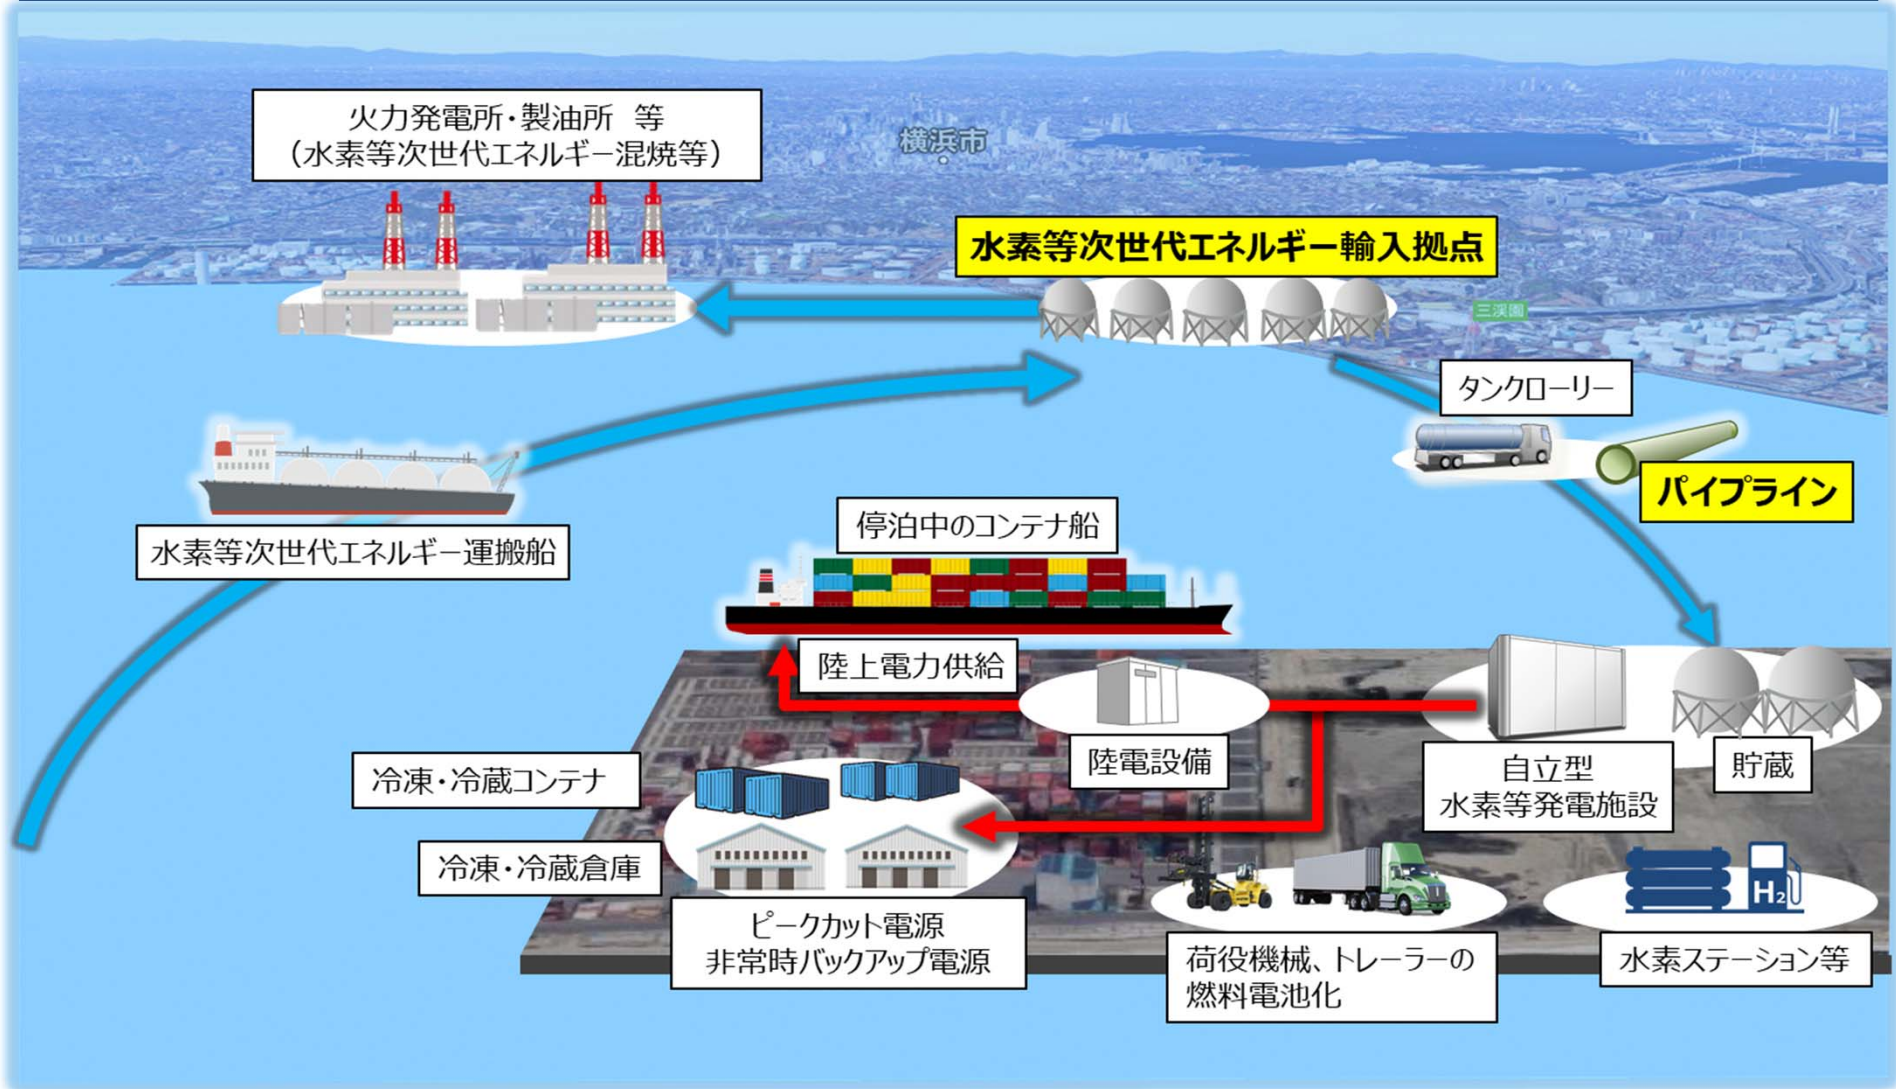 火力発電所・製油所　等
（水素等次世代エネルギー混焼等）
横浜市
水素等次世代エネルギー輸入拠点
三溪園
タンクローリー
パイプライン
水素等次世代エネルギー運搬船
停泊中のコンテナ船
陸上電力供給
陸電設備
自立型
水素等発電施設
貯蔵
冷凍・冷蔵コンテナ
冷凍・冷蔵倉庫
ピークカット電源
非常時バックアップ電源
荷役機械、トレーラーの
燃料電池化
H₂
水素ステーション等